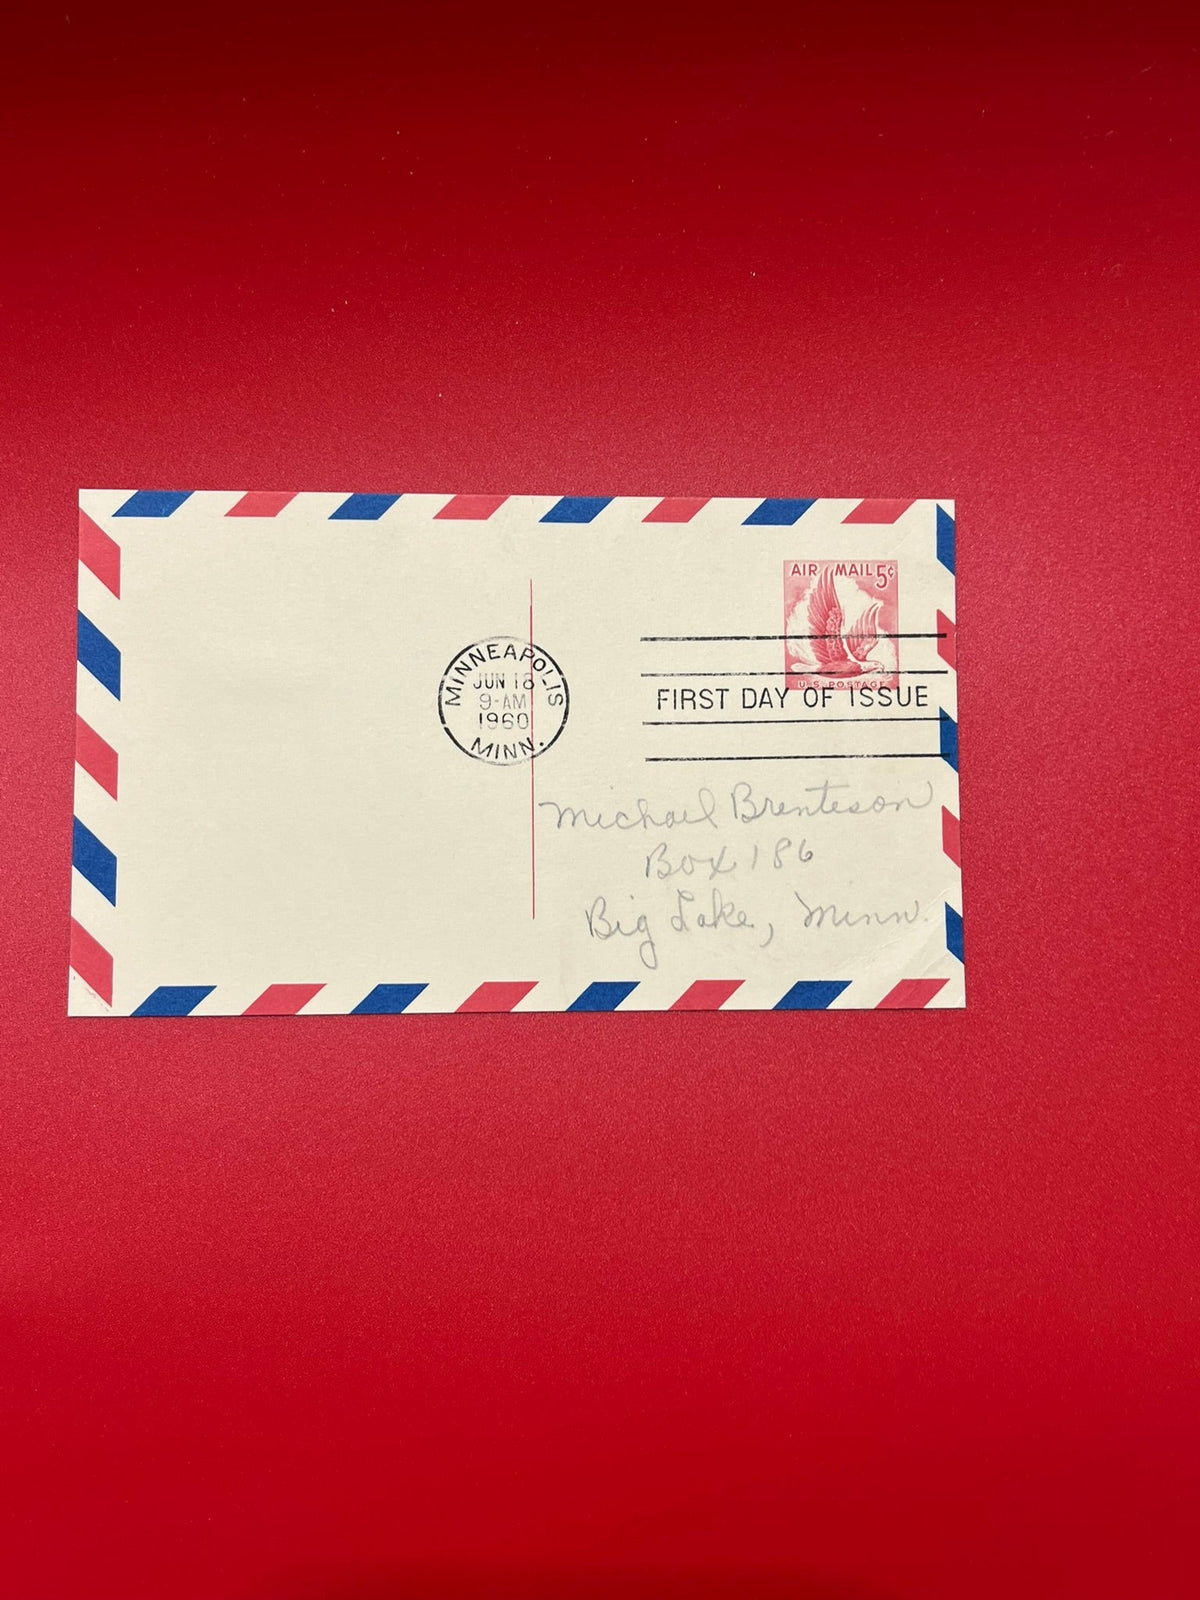 AIR MAIL 5¢
U.S. POSTAGE
MINNEAPOLIS
JUN 18
9-AM
1960
MINN.
FIRST DAY OF ISSUE
Michael Brenteson
Box 186
Big Lake, Minn.